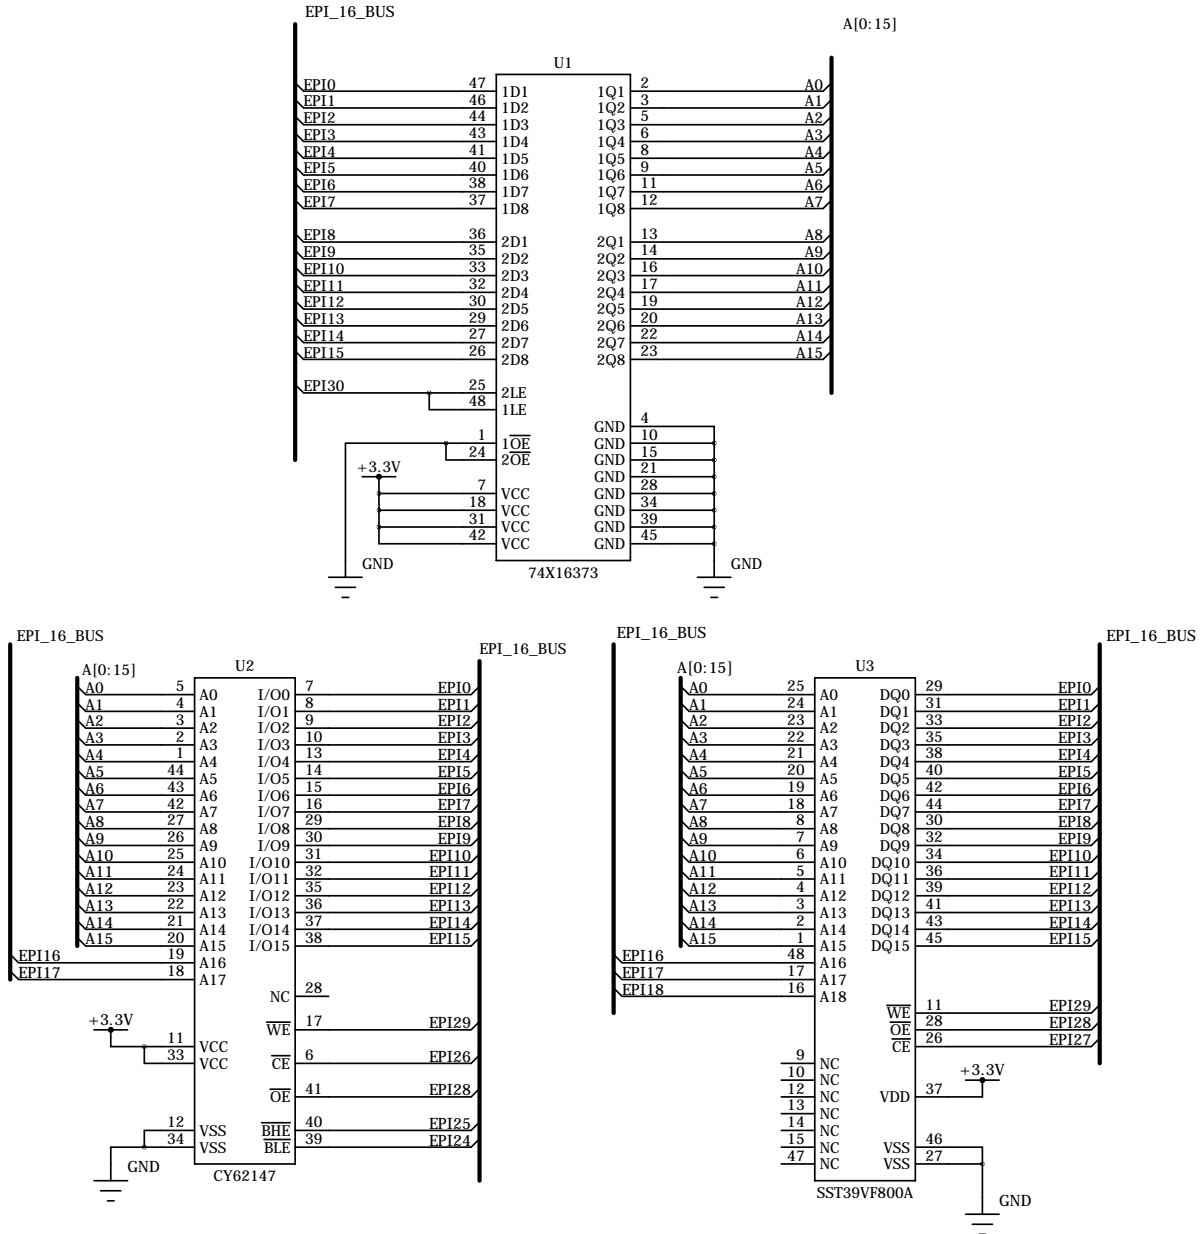 EPI_16_BUS
A[0:15]
U1
EPI0 47 1D1 1Q1 2 A0
EPI1 46 1D2 1Q2 3 A1
EPI2 44 1D3 1Q3 5 A2
EPI3 43 1D4 1Q4 6 A3
EPI4 41 1D5 1Q5 8 A4
EPI5 40 1D6 1Q6 9 A5
EPI6 38 1D7 1Q7 11 A6
EPI7 37 1D8 1Q8 12 A7
EPI8 36 2D1 2Q1 13 A8
EPI9 35 2D2 2Q2 14 A9
EPI10 33 2D3 2Q3 16 A10
EPI11 32 2D4 2Q4 17 A11
EPI12 30 2D5 2Q5 19 A12
EPI13 29 2D6 2Q6 20 A13
EPI14 27 2D7 2Q7 22 A14
EPI15 26 2D8 2Q8 23 A15
EPI30 25 2LE
48 1LE
GND 4
1 1OE GND 10
24 2OE GND 15
+3.3V GND 21
7 VCC GND 28
18 VCC GND 34
31 VCC GND 39
42 VCC GND 45
GND
GND
74X16373
EPI_16_BUS
EPI_16_BUS
A[0:15]
U2
A0 5 A0 I/O0 7 EPI0
A1 4 A1 I/O1 8 EPI1
A2 3 A2 I/O2 9 EPI2
A3 2 A3 I/O3 10 EPI3
A4 1 A4 I/O4 13 EPI4
A5 44 A5 I/O5 14 EPI5
A6 43 A6 I/O6 15 EPI6
A7 42 A7 I/O7 16 EPI7
A8 27 A8 I/O8 29 EPI8
A9 26 A9 I/O9 30 EPI9
A10 25 A10 I/O10 31 EPI10
A11 24 A11 I/O11 32 EPI11
A12 23 A12 I/O12 35 EPI12
A13 22 A13 I/O13 36 EPI13
A14 21 A14 I/O14 37 EPI14
A15 20 A15 I/O15 38 EPI15
EPI16 19 A16
EPI17 18 A17
NC 28
+3.3V WE 17 EPI29
11 VCC
33 VCC CE 6 EPI26
OE 41 EPI28
12 VSS BHE 40 EPI25
34 VSS BLE 39 EPI24
GND
CY62147
EPI_16_BUS
EPI_16_BUS
A[0:15]
U3
A0 25 A0 DQ0 29 EPI0
A1 24 A1 DQ1 31 EPI1
A2 23 A2 DQ2 33 EPI2
A3 22 A3 DQ3 35 EPI3
A4 21 A4 DQ4 38 EPI4
A5 20 A5 DQ5 40 EPI5
A6 19 A6 DQ6 42 EPI6
A7 18 A7 DQ7 44 EPI7
A8 8 A8 DQ8 30 EPI8
A9 7 A9 DQ9 32 EPI9
A10 6 A10 DQ10 34 EPI10
A11 5 A11 DQ11 36 EPI11
A12 4 A12 DQ12 39 EPI12
A13 3 A13 DQ13 41 EPI13
A14 2 A14 DQ14 43 EPI14
A15 1 A15 DQ15 45 EPI15
EPI16 48 A16
EPI17 17 A17
EPI18 16 A18
WE 11 EPI29
OE 28 EPI28
CE 26 EPI27
9 NC
10 NC +3.3V
12 NC VDD 37
13 NC
14 NC
15 NC VSS 46
47 NC VSS 27
SST39VF800A
GND